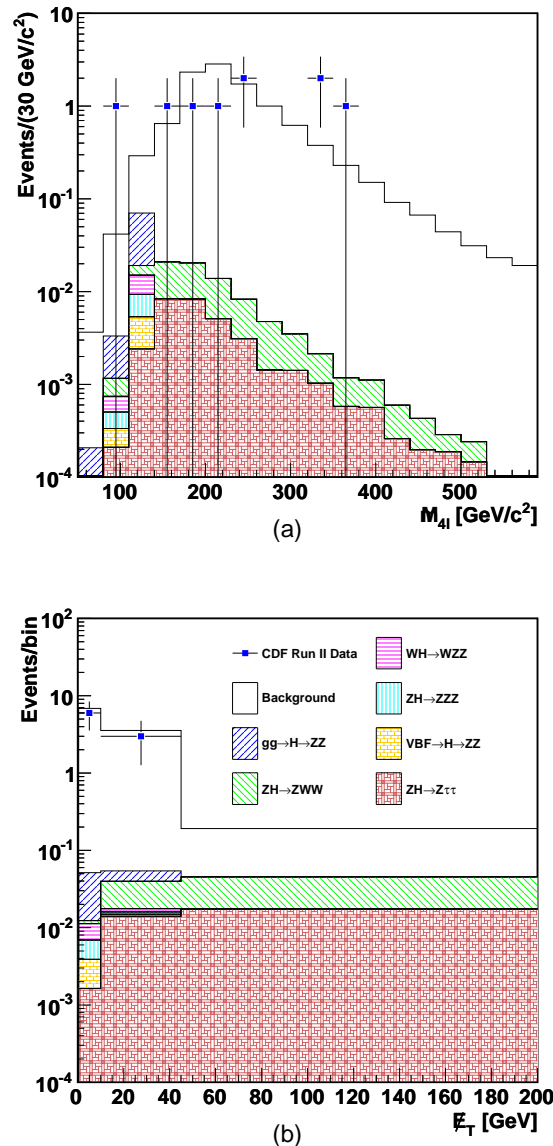 Events/(30 GeV/c²)
10
1
10⁻¹
10⁻²
10⁻³
10⁻⁴
100 200 300 400 500
M₄ₗ [GeV/c²]
(a)
Events/bin
10²
10
1
10⁻¹
10⁻²
10⁻³
10⁻⁴
CDF Run II Data
Background
gg→H→ZZ
ZH→ZWW
WH→WZZ
ZH→ZZZ
VBF→H→ZZ
ZH→Zττ
0 20 40 60 80 100 120 140 160 180 200
E̸_T [GeV]
(b)